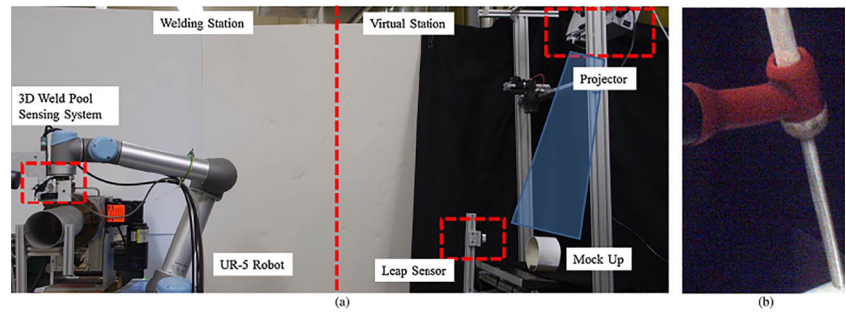 Welding Station
Virtual Station
3D Weld Pool
Sensing System
Projector
UR-5 Robot
Leap Sensor
Mock Up
(a)
(b)